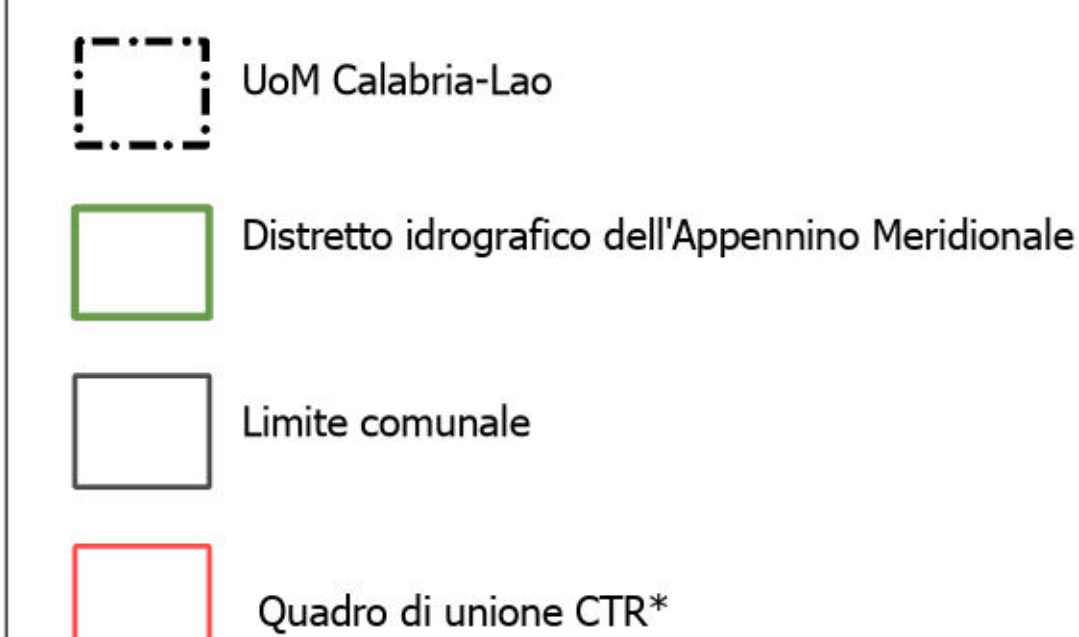 UoM Calabria-Lao
Distretto idrografico dell'Appennino Meridionale
Limite comunale
Quadro di unione CTR*